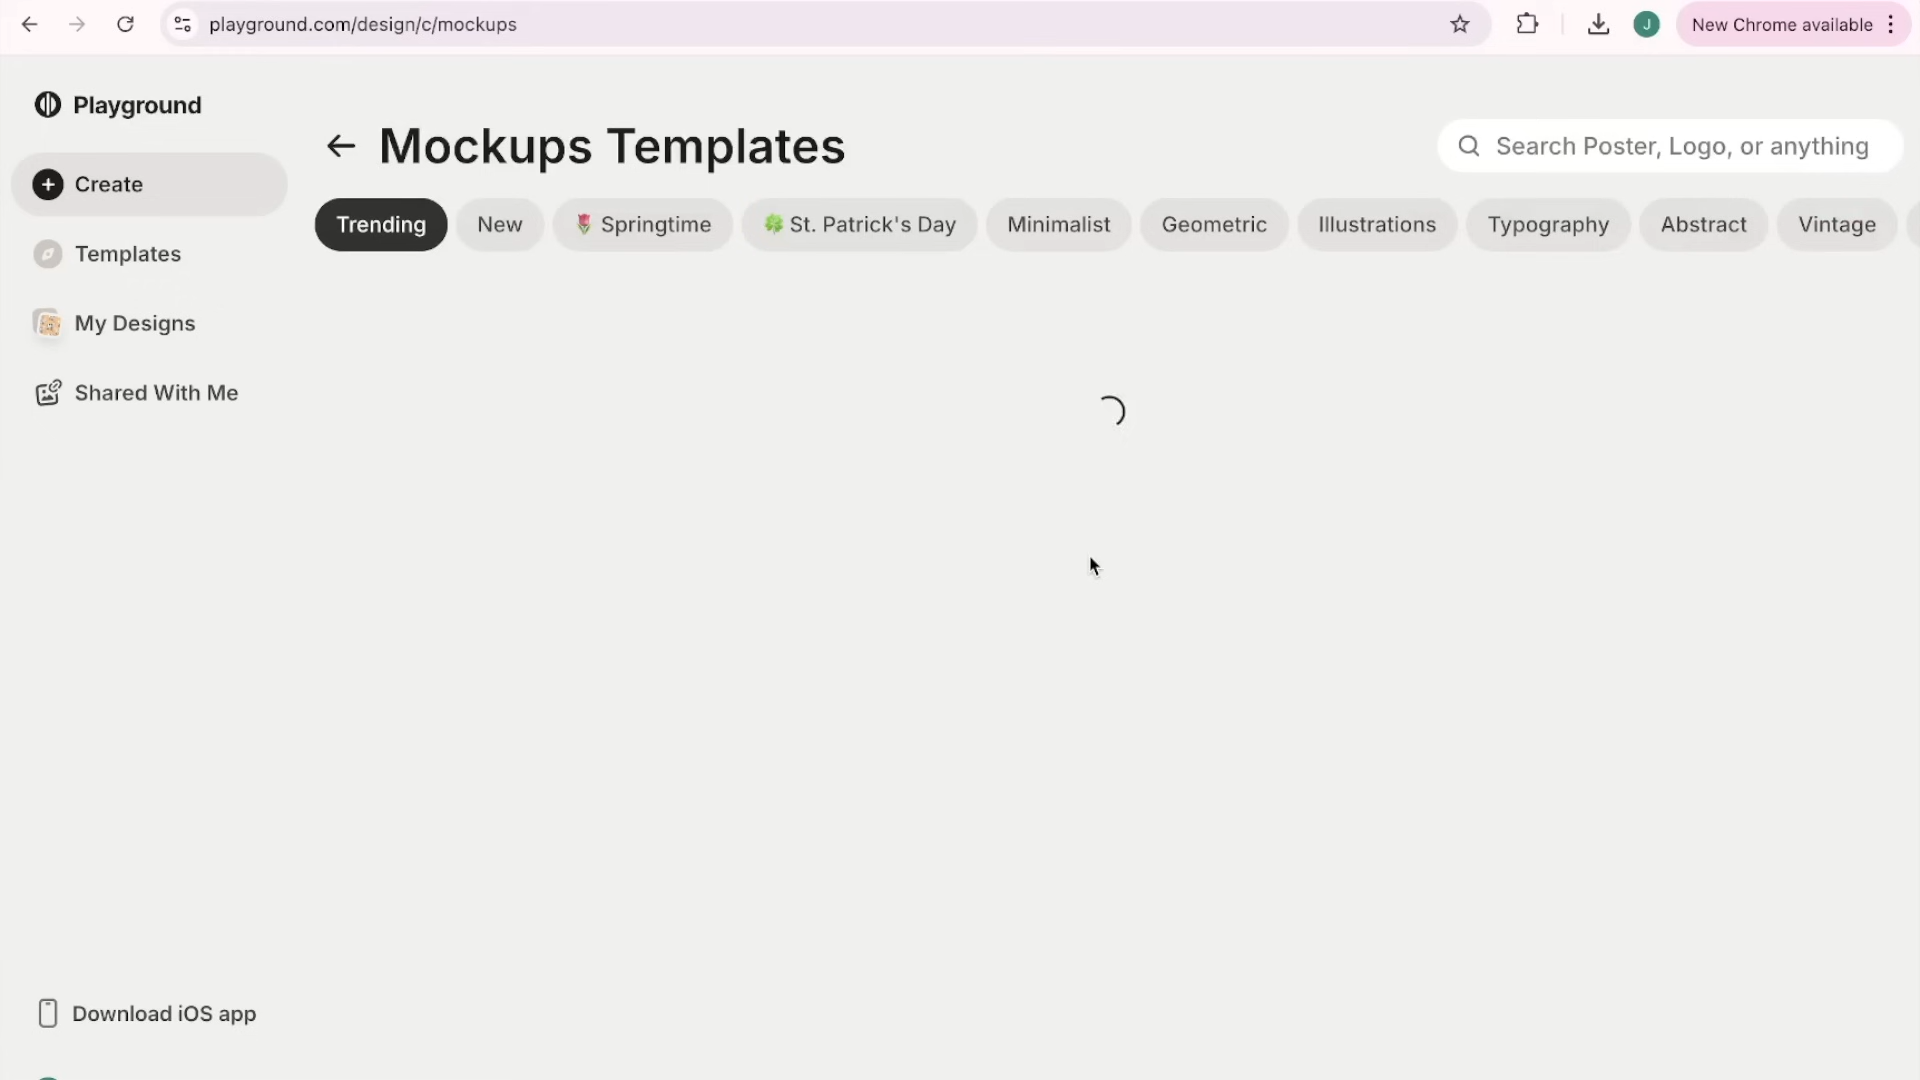 playground.com/design/c/mockups
J
New Chrome available
Playground
Mockups Templates
Search Poster, Logo, or anything
Create
Trending
New
Springtime
St. Patrick's Day
Minimalist
Geometric
Illustrations
Typography
Abstract
Vintage
Templates
My Designs
Shared With Me
Download iOS app